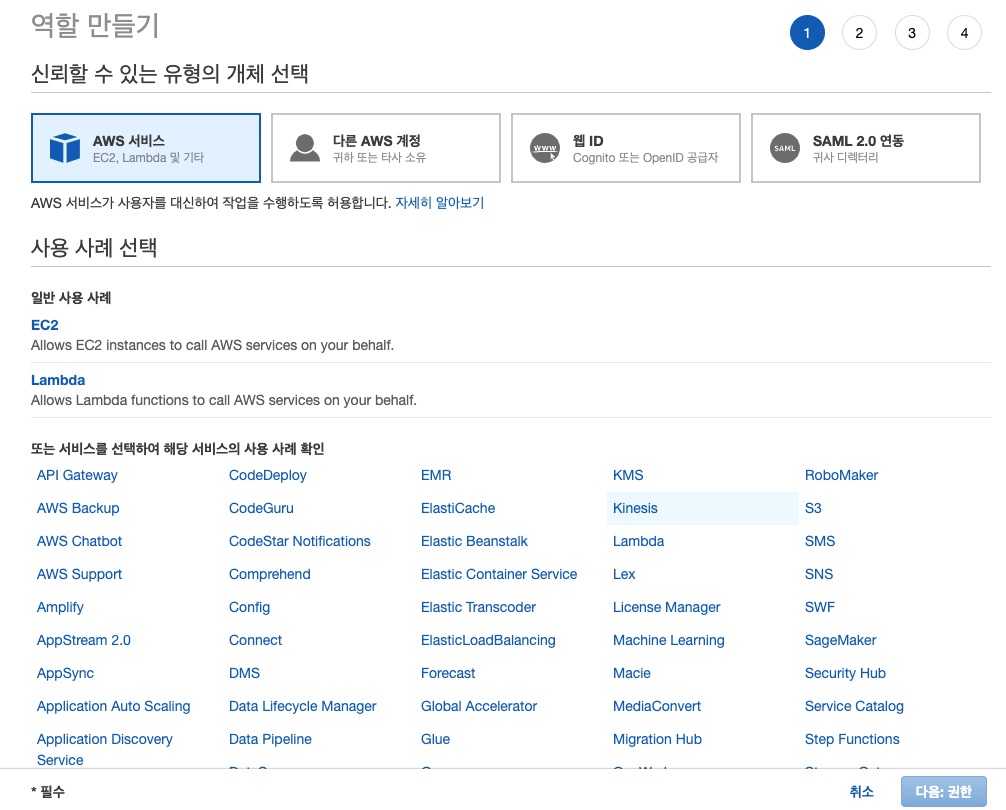 역할 만들기
1 2 3 4
신뢰할 수 있는 유형의 개체 선택
AWS 서비스
EC2, Lambda 및 기타
다른 AWS 계정
귀하 또는 타사 소유
WWW
웹 ID
Cognito 또는 OpenID 공급자
SAML
SAML 2.0 연동
귀사 디렉터리
AWS 서비스가 사용자를 대신하여 작업을 수행하도록 허용합니다. 자세히 알아보기
사용 사례 선택
일반 사용 사례
EC2
Allows EC2 instances to call AWS services on your behalf.
Lambda
Allows Lambda functions to call AWS services on your behalf.
또는 서비스를 선택하여 해당 서비스의 사용 사례 확인
API Gateway CodeDeploy EMR KMS RoboMaker
AWS Backup CodeGuru ElastiCache Kinesis S3
AWS Chatbot CodeStar Notifications Elastic Beanstalk Lambda SMS
AWS Support Comprehend Elastic Container Service Lex SNS
Amplify Config Elastic Transcoder License Manager SWF
AppStream 2.0 Connect ElasticLoadBalancing Machine Learning SageMaker
AppSync DMS Forecast Macie Security Hub
Application Auto Scaling Data Lifecycle Manager Global Accelerator MediaConvert Service Catalog
Application Discovery Data Pipeline Glue Migration Hub Step Functions
Service
* 필수 취소 다음: 권한